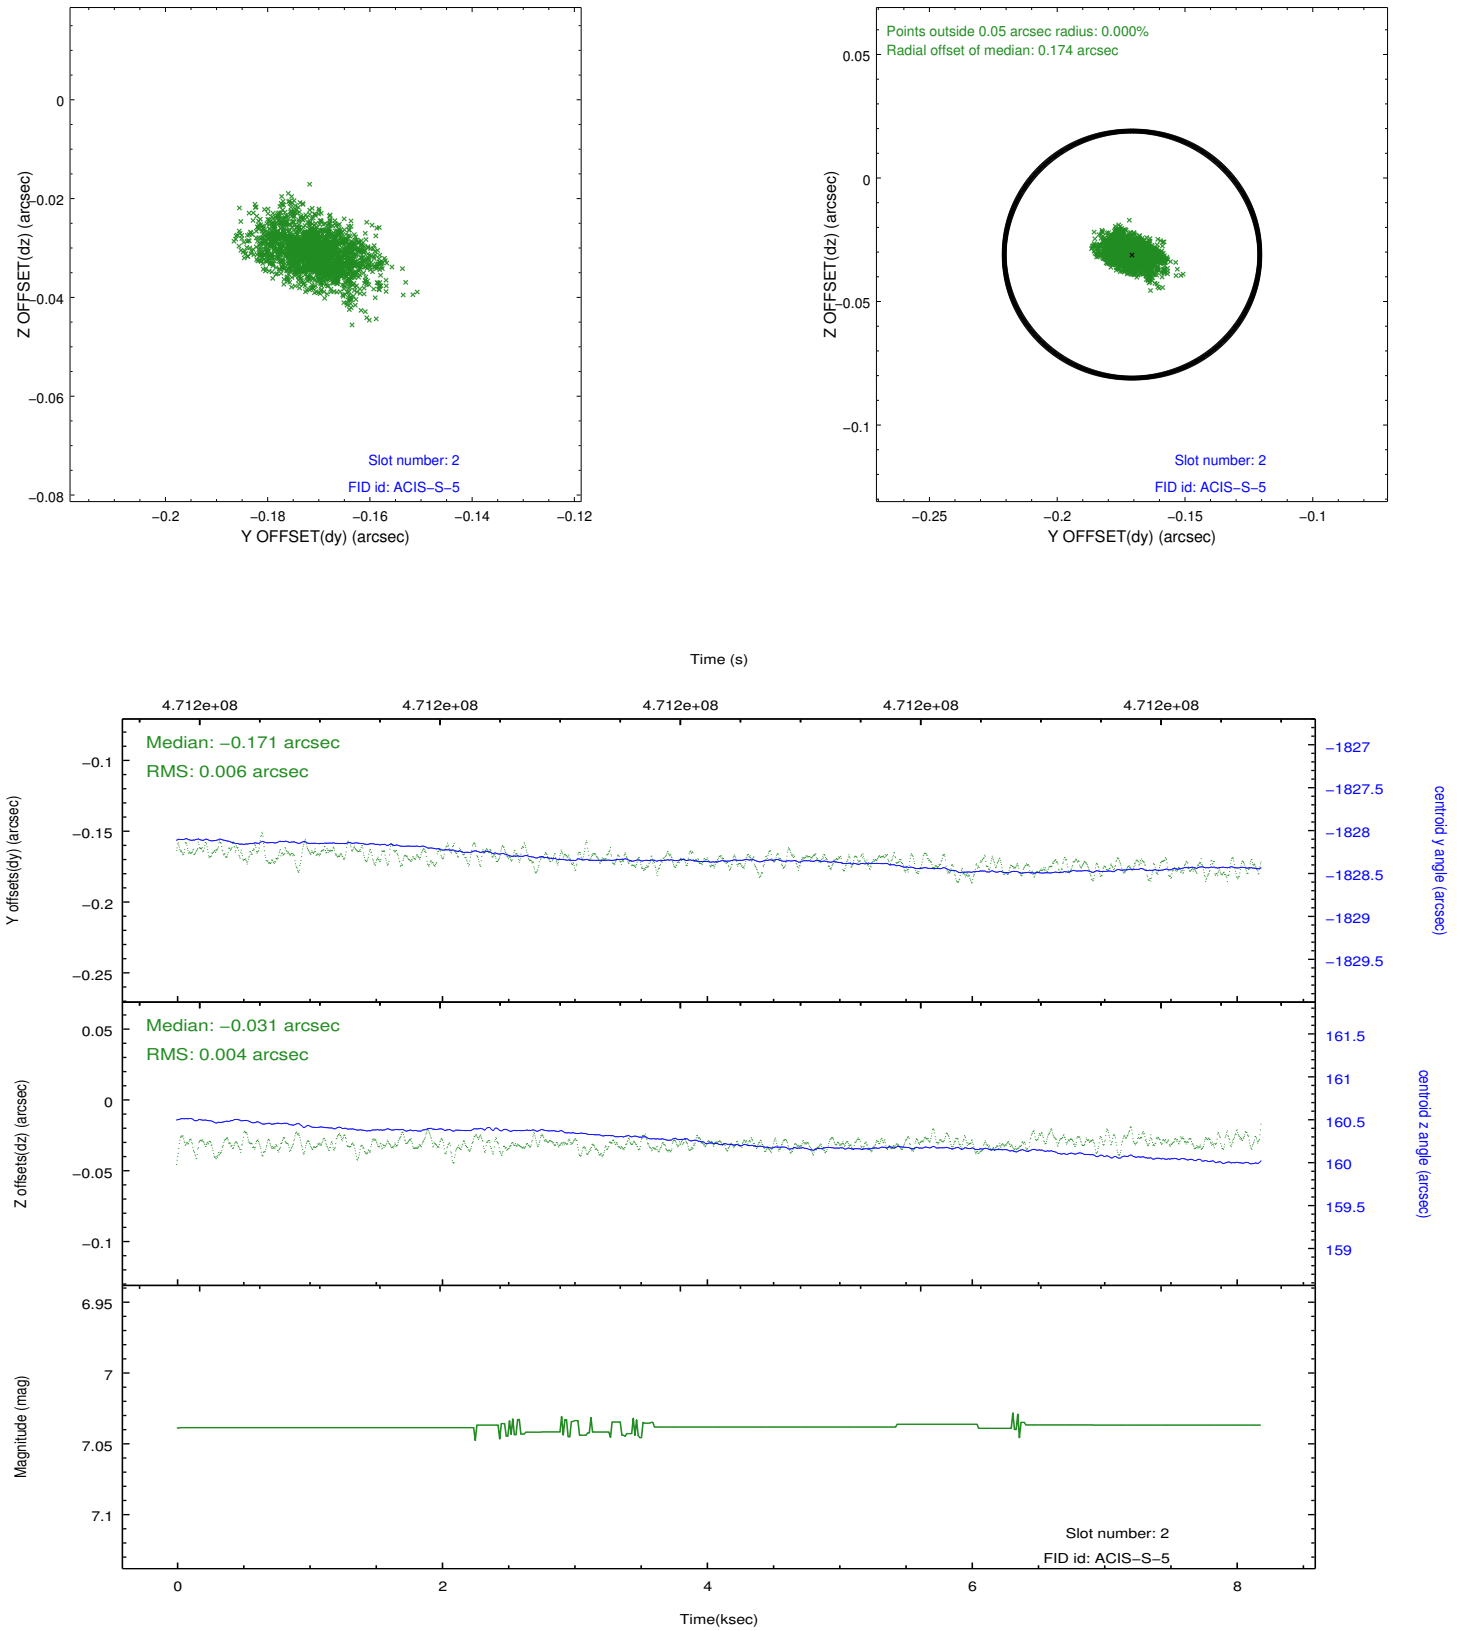 0
−0.02
−0.04
−0.06
−0.08
Z OFFSET(dz) (arcsec)
Slot number: 2
FID id: ACIS−S−5
−0.2 −0.18 −0.16 −0.14 −0.12
Y OFFSET(dy) (arcsec)
Points outside 0.05 arcsec radius: 0.000%
Radial offset of median: 0.174 arcsec
0.05
0
−0.05
−0.1
Z OFFSET(dz) (arcsec)
Slot number: 2
FID id: ACIS−S−5
−0.25 −0.2 −0.15 −0.1
Y OFFSET(dy) (arcsec)
Time (s)
4.712e+08 4.712e+08 4.712e+08 4.712e+08 4.712e+08
Median: −0.171 arcsec
RMS: 0.006 arcsec
−0.1
−0.15
−0.2
−0.25
Y offsets(dy) (arcsec)
−1827
−1827.5
−1828
−1828.5
−1829
−1829.5
centroid y angle (arcsec)
Median: −0.031 arcsec
RMS: 0.004 arcsec
0.05
0
−0.05
−0.1
Z offsets(dz) (arcsec)
161.5
161
160.5
160
159.5
159
centroid z angle (arcsec)
6.95
7
7.05
7.1
Magnitude (mag)
Slot number: 2
FID id: ACIS−S−5
0 2 4 6 8
Time(ksec)